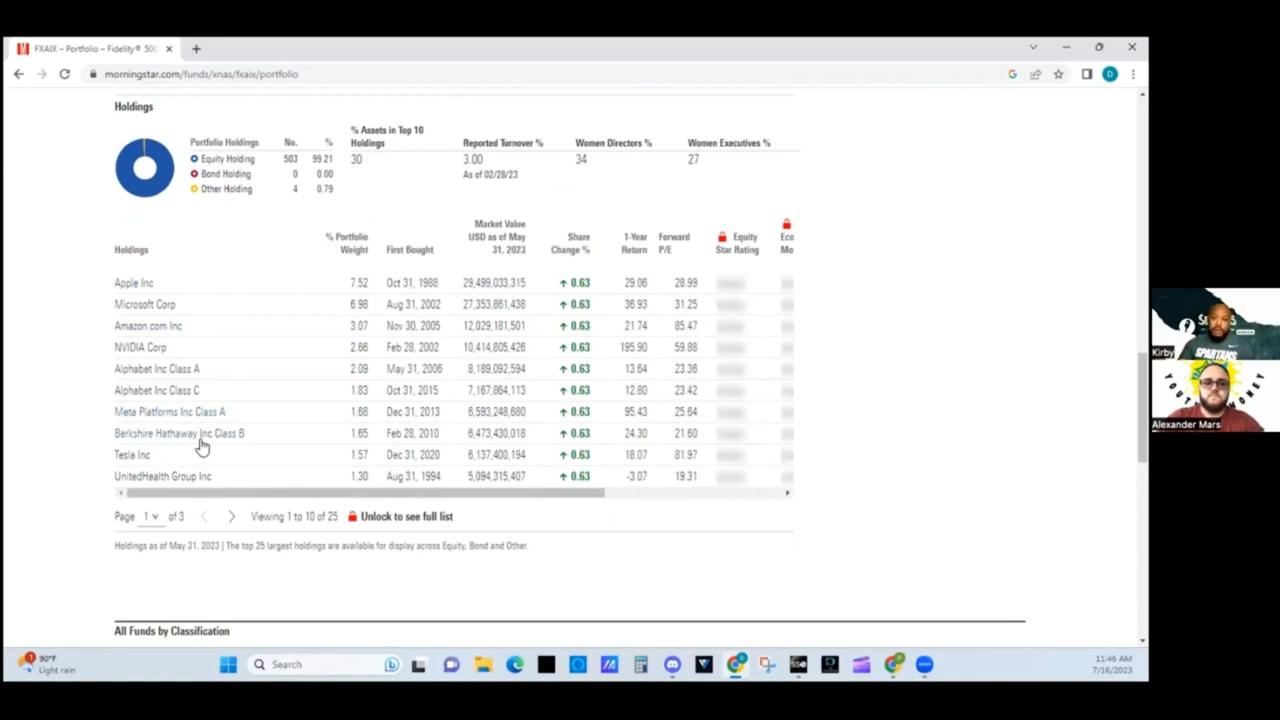 FXAIX – Portfolio – Fidelity® 500
morningstar.com/funds/xnas/fxaix/portfolio
D
Holdings
Portfolio Holdings No. %
Equity Holding 503 99.21
Bond Holding 0 0.00
Other Holding 4 0.79
% Assets in Top 10 Holdings
30
Reported Turnover %
3.00
As of 02/28/23
Women Directors %
34
Women Executives %
27
Holdings % Portfolio Weight First Bought Market Value USD as of May 31, 2023 Share Change % 1-Year Return Forward P/E Equity Star Rating Eco Mo
Apple Inc 7.52 Oct 31, 1988 29,499,033,315 ↑ 0.63 29.06 28.99
Microsoft Corp 6.98 Aug 31, 2002 27,353,861,438 ↑ 0.63 36.93 31.25
Amazon.com Inc 3.07 Nov 30, 2005 12,029,181,501 ↑ 0.63 21.74 85.47
NVIDIA Corp 2.66 Feb 28, 2002 10,414,805,426 ↑ 0.63 195.90 59.88
Alphabet Inc Class A 2.09 May 31, 2006 8,189,092,594 ↑ 0.63 13.64 23.36
Alphabet Inc Class C 1.83 Oct 31, 2015 7,167,864,113 ↑ 0.63 12.80 23.42
Meta Platforms Inc Class A 1.68 Dec 31, 2013 6,593,248,680 ↑ 0.63 95.43 25.64
Berkshire Hathaway Inc Class B 1.65 Feb 28, 2010 6,473,430,018 ↑ 0.63 24.30 21.60
Tesla Inc 1.57 Dec 31, 2020 6,137,400,194 ↑ 0.63 18.07 81.97
UnitedHealth Group Inc 1.30 Aug 31, 1994 5,094,315,407 ↑ 0.63 -3.07 19.31
Page 1 of 3 Viewing 1 to 10 of 25 Unlock to see full list
Holdings as of May 31, 2023 | The top 25 largest holdings are available for display across Equity, Bond and Other.
All Funds by Classification
1
90°F
Light rain
Search
11:46 AM
7/16/2023
SPARTANS
Kirby
Alexander Mars